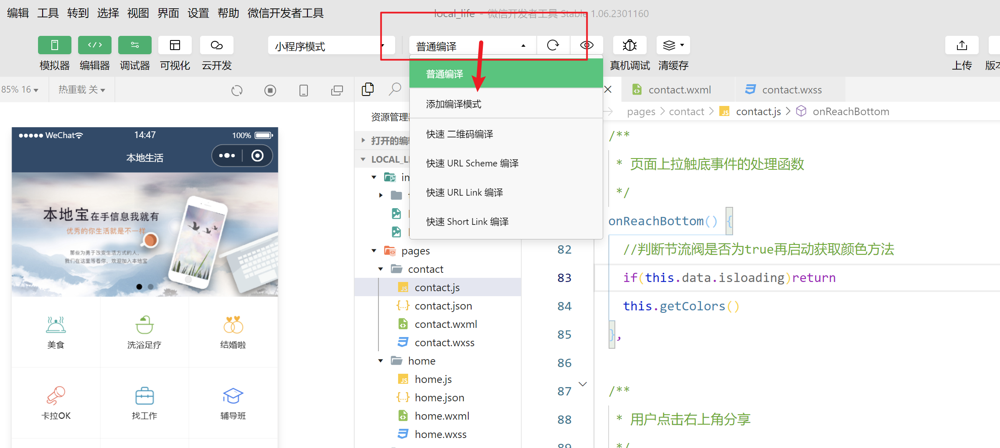 编辑 工具 转到 选择 视图 界面 设置 帮助 微信开发者工具
local_life - 微信开发者工具 Stable 1.06.2301160
小程序模式
普通编译
模拟器 编辑器 调试器 可视化 云开发
真机调试 清缓存
上传
普通编译
添加编译模式
快速 二维码编译
快速 URL Scheme 编译
快速 URL Link 编译
快速 Short Link 编译
85% 16
热重载 关
WeChat 14:47 100%
本地生活
本地宝在手信息我就有
优秀的你生活就是不一样
那些为勇于改变生活方式的人,
我们在这里等着你, 欢迎加入本地宝
美食 洗浴足疗 结婚啦
卡拉OK 找工作 辅导班
资源管理
打开的编
LOCAL_LI
pages
contact
contact.js
contact.json
contact.wxml
contact.wxss
home
home.js
home.json
home.wxml
home.wxss
contact.wxml
contact.wxss
pages > contact > contact.js > onReachBottom
/**
* 页面上拉触底事件的处理函数
*/
onReachBottom() {
82 //判断节流阀是否为true再启动获取颜色方法
83 if(this.data.isloading)return
84 this.getColors()
85 },
86
87 /**
88 * 用户点击右上角分享
89 */